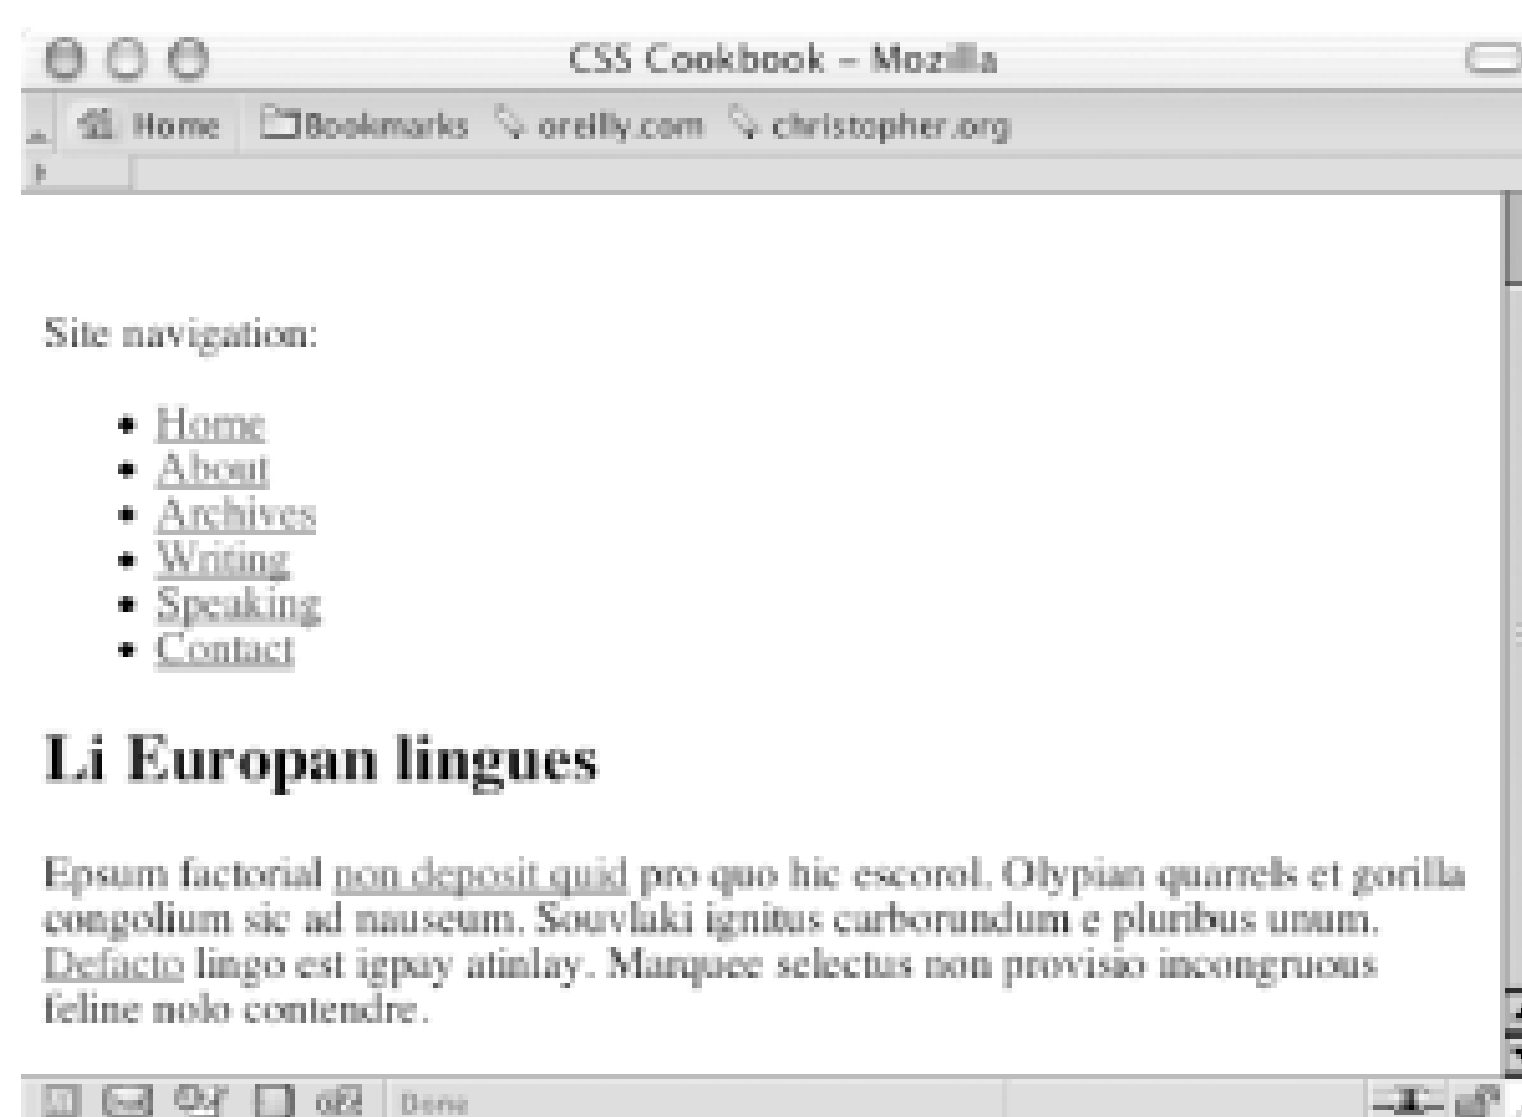 CSS Cookbook – Mozilla
Home Bookmarks oreilly.com christopher.org
Site navigation:
• Home
• About
• Archives
• Writing
• Speaking
• Contact
Li Europan lingues
Epsum factorial non deposit quid pro quo hic escorol. Olypian quarrels et gorilla
congolium sic ad nauseum. Souvlaki ignitus carborundum e pluribus unum.
Defacto lingo est igpay atinlay. Marquee selectus non provisio incongruous
feline nolo contendre.
Done